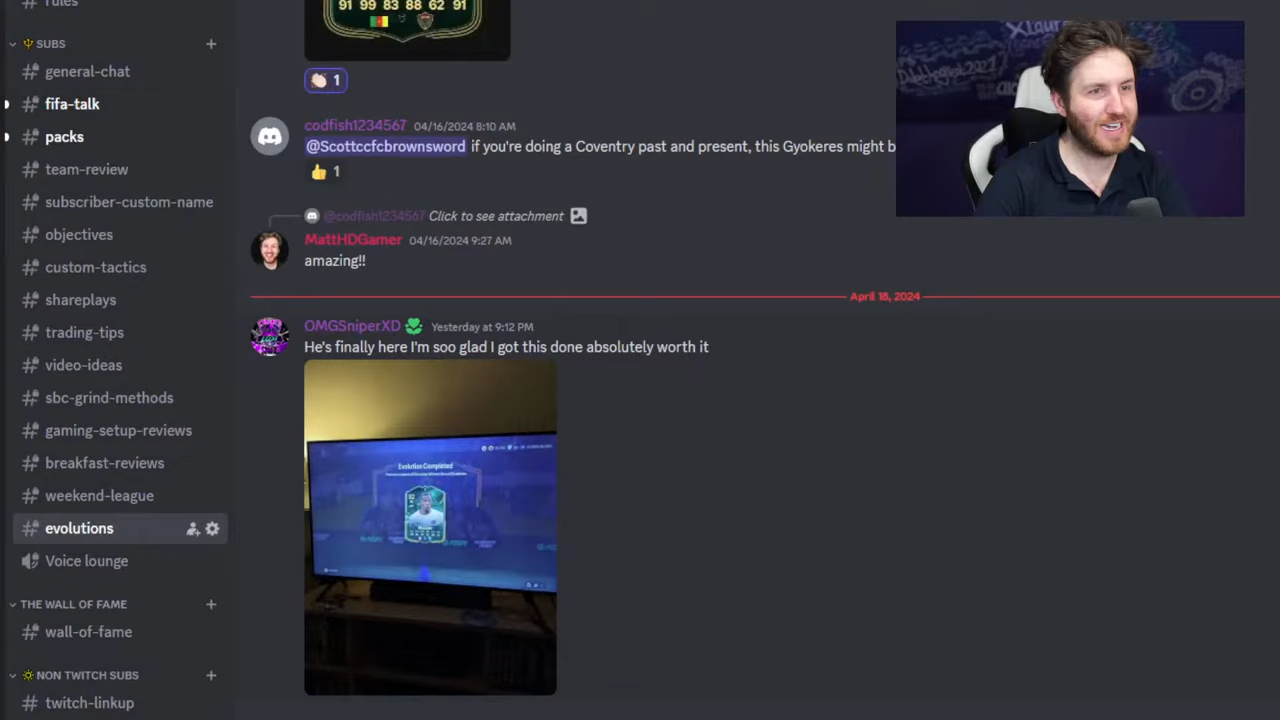 rules
SUBS
general-chat
fifa-talk
packs
team-review
subscriber-custom-name
objectives
custom-tactics
shareplays
trading-tips
video-ideas
sbc-grind-methods
gaming-setup-reviews
breakfast-reviews
weekend-league
evolutions
Voice lounge
THE WALL OF FAME
wall-of-fame
NON TWITCH SUBS
twitch-linkup
91 99 83 88 62 91
1
codfish1234567 04/16/2024 8:10 AM
@Scottccfcbrownsword if you're doing a Coventry past and present, this Gyokeres might b
1
@codfish1234567 Click to see attachment
MattHDGamer 04/16/2024 9:27 AM
amazing!!
April 18, 2024
OMGSniperXD Yesterday at 9:12 PM
He's finally here I'm soo glad I got this done absolutely worth it
Evolution Completed